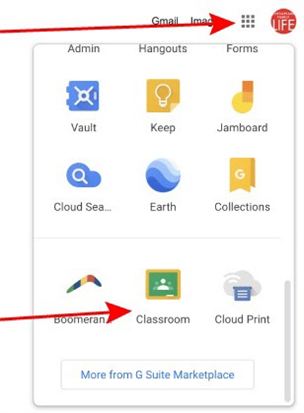 Gmail
Admin Hangouts Forms
Vault Keep Jamboard
Cloud Sea... Earth Collections
G
Boomeran Classroom Cloud Print
More from G Suite Marketplace
LIFE